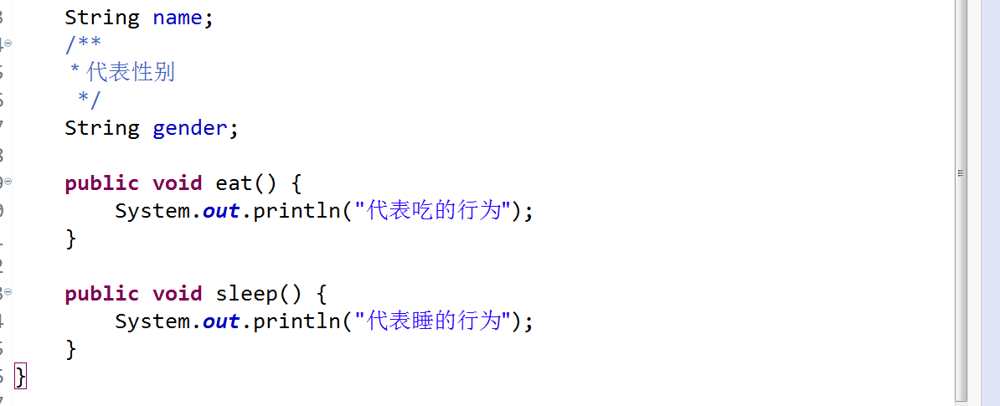 String name;
/**
* 代表性别
*/
String gender;
public void eat() {
System.out.println("代表吃的行为");
}
public void sleep() {
System.out.println("代表睡的行为");
}
}